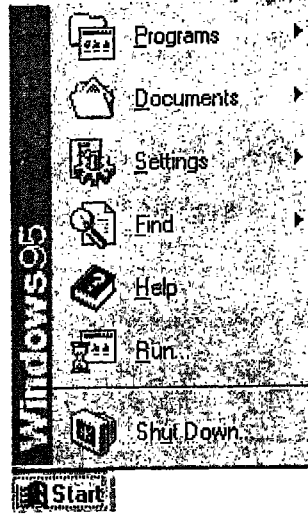 Programs
Documents
Settings
Find
Help
Run...
Shut Down...
Windows95
Start